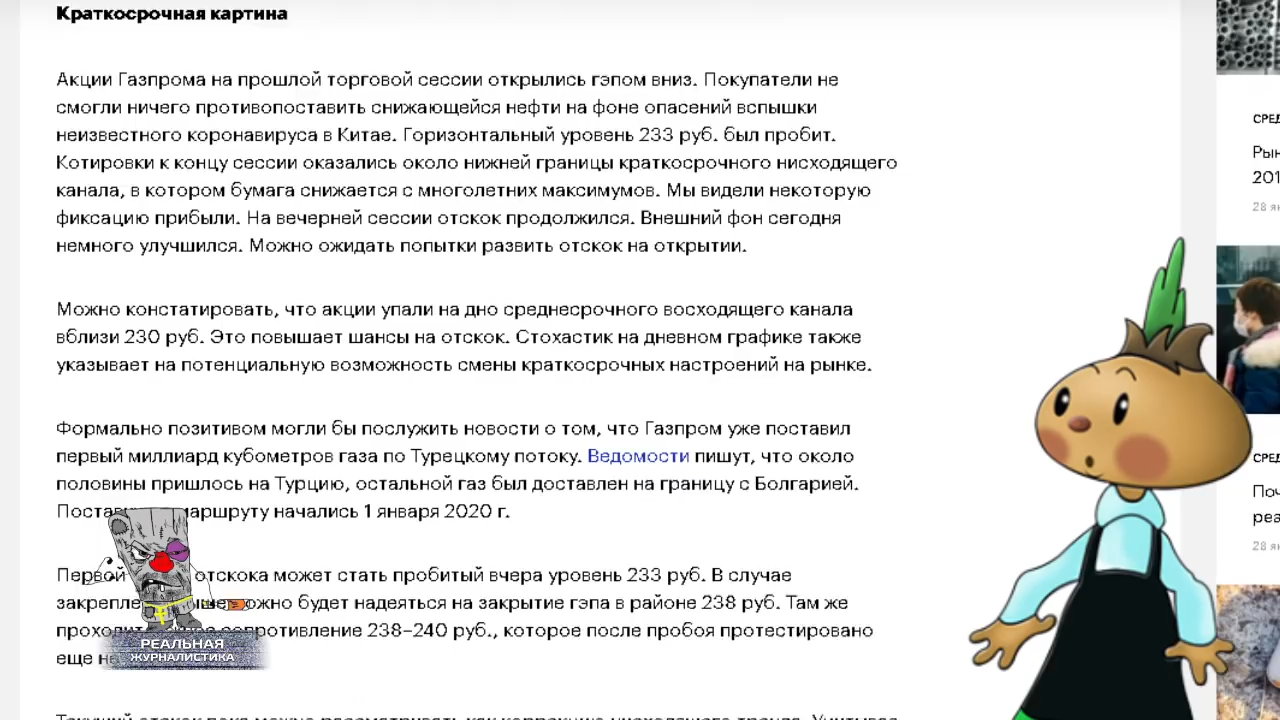 Краткосрочная картина
Акции Газпрома на прошлой торговой сессии открылись гэпом вниз. Покупатели не
смогли ничего противопоставить снижающейся нефти на фоне опасений вспышки
неизвестного коронавируса в Китае. Горизонтальный уровень 233 руб. был пробит.
Котировки к концу сессии оказались около нижней границы краткосрочного нисходящего
канала, в котором бумага снижается с многолетних максимумов. Мы видели некоторую
фиксацию прибыли. На вечерней сессии отскок продолжился. Внешний фон сегодня
немного улучшился. Можно ожидать попытки развить отскок на открытии.
Можно констатировать, что акции упали на дно среднесрочного восходящего канала
вблизи 230 руб. Это повышает шансы на отскок. Стохастик на дневном графике также
указывает на потенциальную возможность смены краткосрочных настроений на рынке.
Формально позитивом могли бы послужить новости о том, что Газпром уже поставил
первый миллиард кубометров газа по Турецкому потоку. Ведомости пишут, что около
половины пришлось на Турцию, остальной газ был доставлен на границу с Болгарией.
начались 1 января 2020 г.
отскока может стать пробитый вчера уровень 233 руб. В случае
будет надеяться на закрытие гэпа в районе 238 руб. Там же
238–240 руб., которое после пробоя протестировано
еще
РЕАЛЬНАЯ
ЖУРНАЛИСТИКА
28
28